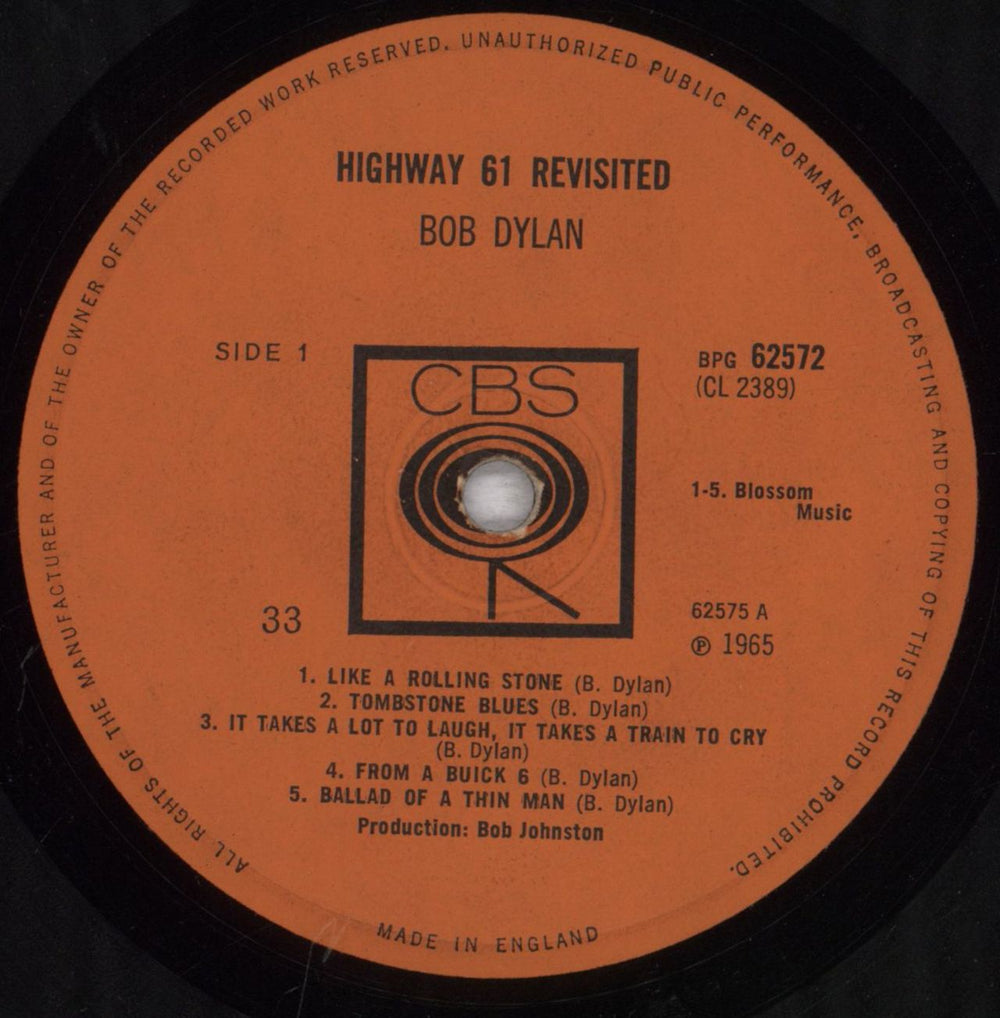 ALL RIGHTS OF THE MANUFACTURER AND OF THE OWNER OF THE RECORDED WORK RESERVED. UNAUTHORIZED PUBLIC PERFORMANCE, BROADCASTING AND COPYING OF THIS RECORD PROHIBITED.
HIGHWAY 61 REVISITED
BOB DYLAN
SIDE 1
CBS
BPG 62572
(CL 2389)
1-5. Blossom
Music
33
62575 A
℗ 1965
1. LIKE A ROLLING STONE (B. Dylan)
2. TOMBSTONE BLUES (B. Dylan)
3. IT TAKES A LOT TO LAUGH, IT TAKES A TRAIN TO CRY
(B. Dylan)
4. FROM A BUICK 6 (B. Dylan)
5. BALLAD OF A THIN MAN (B. Dylan)
Production: Bob Johnston
MADE IN ENGLAND